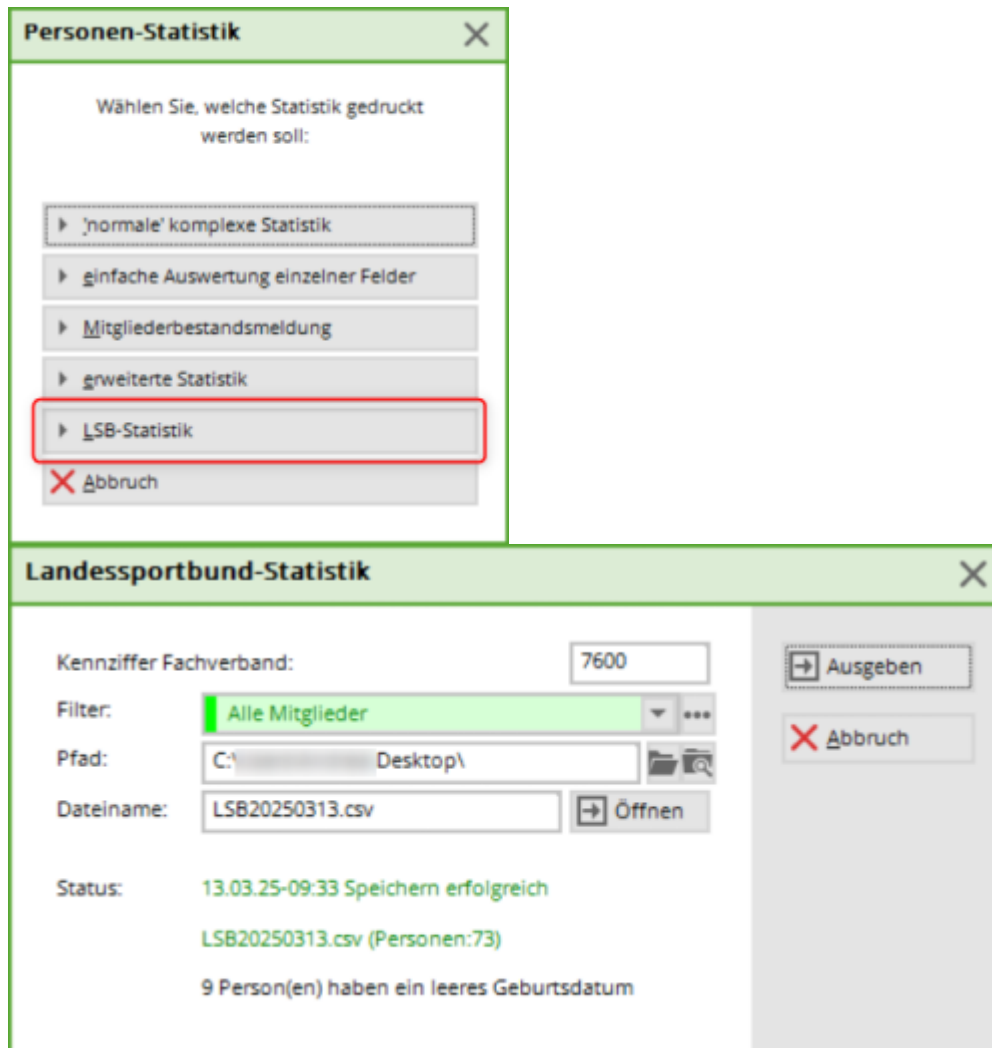 Personen-Statistik
Wählen Sie, welche Statistik gedruckt
werden soll:
'normale' komplexe Statistik
einfache Auswertung einzelner Felder
Mitgliederbestandsmeldung
erweiterte Statistik
LSB-Statistik
Abbruch
Landessportbund-Statistik
Kennziffer Fachverband: 7600
Ausgeben
Filter: Alle Mitglieder
Abbruch
Pfad: C:\ Desktop\
Dateiname: LSB20250313.csv Öffnen
Status: 13.03.25-09:33 Speichern erfolgreich
LSB20250313.csv (Personen:73)
9 Person(en) haben ein leeres Geburtsdatum